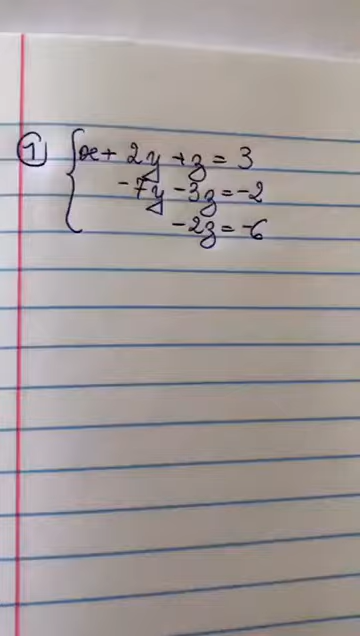 ① { x + 2y + z = 3
-7y - 3z = -2
-2z = -6